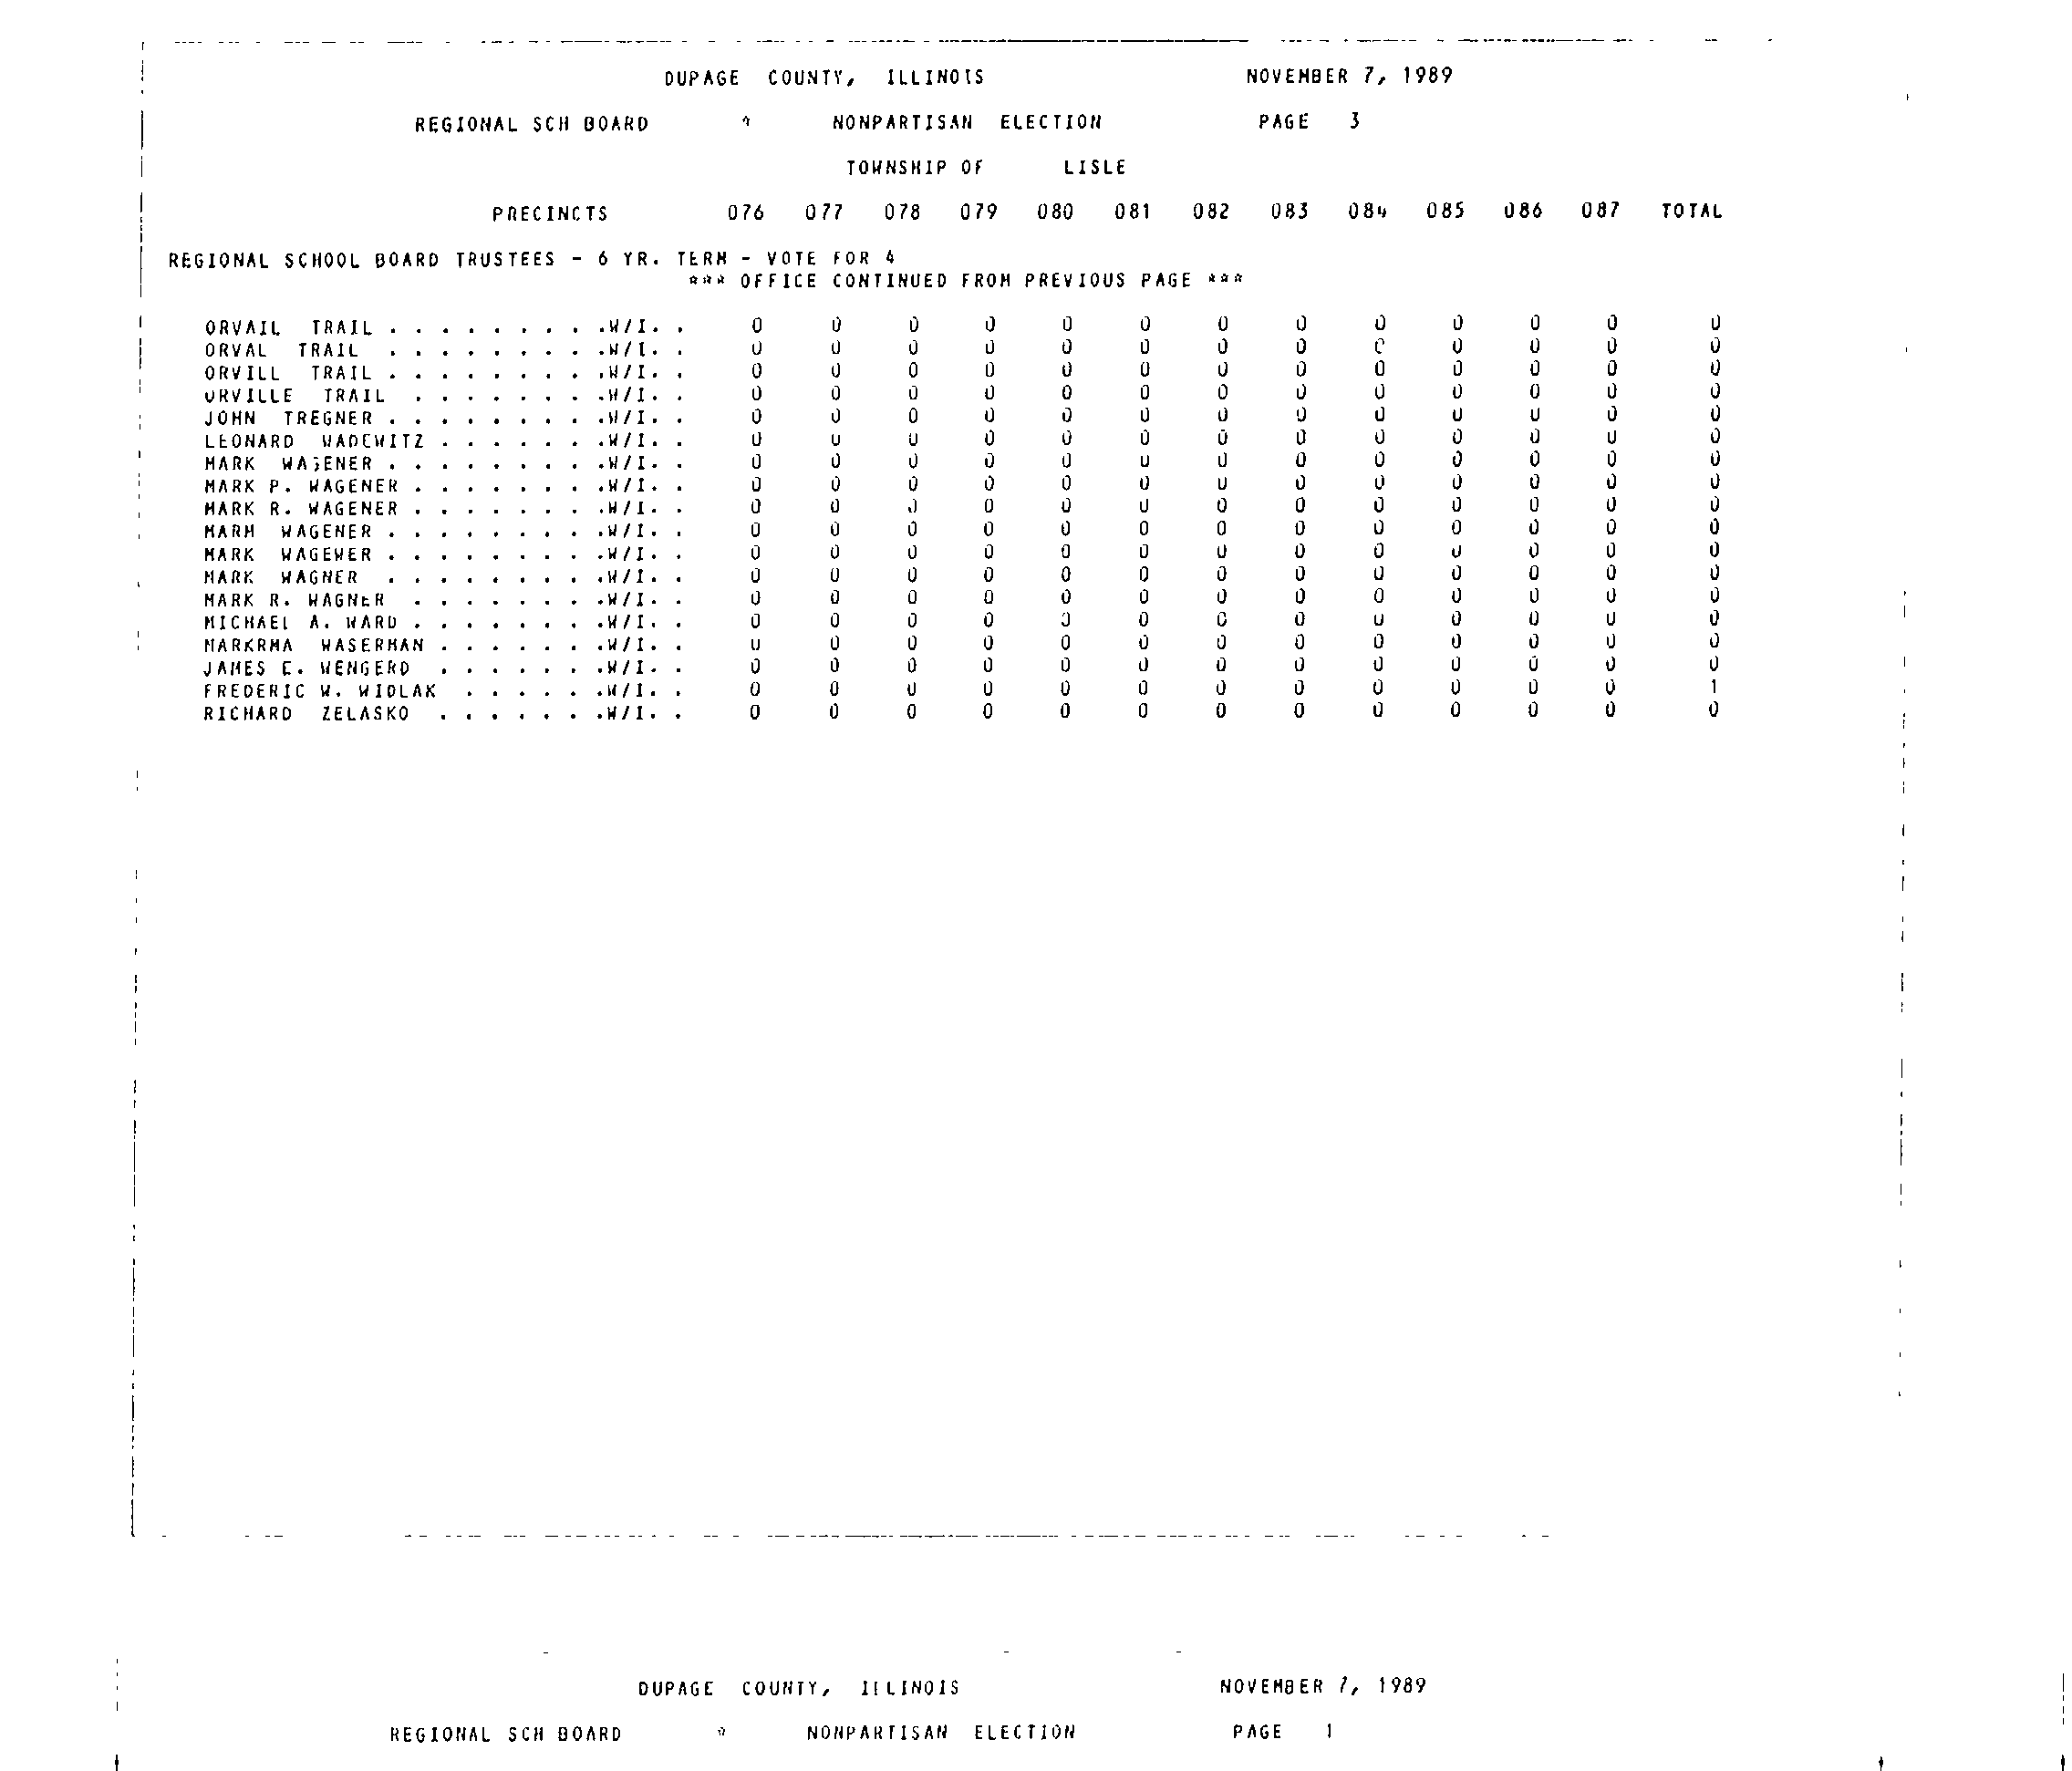 DUPAGE COUNTY, ILLINOIS NOVEMBER 7, 1989
REGIONAL SCH BOARD * NONPARTISAN ELECTION PAGE 3
TOWNSHIP OF LISLE
PRECINCTS 076 077 078 079 080 081 082 083 084 085 086 087 TOTAL
REGIONAL SCHOOL BOARD TRUSTEES - 6 YR. TERM - VOTE FOR 4
*** OFFICE CONTINUED FROM PREVIOUS PAGE ***
ORVAIL TRAIL . . . . . . . . .W/I. . 0 0 0 0 0 0 0 0 0 0 0 0 0
ORVAL TRAIL . . . . . . . . .W/I. . 0 0 0 0 0 0 0 0 0 0 0 0 0
ORVILL TRAIL . . . . . . . . .W/I. . 0 0 0 0 0 0 0 0 0 0 0 0 0
ORVILLE TRAIL . . . . . . . .W/I. . 0 0 0 0 0 0 0 0 0 0 0 0 0
JOHN TREGNER . . . . . . . . .W/I. . 0 0 0 0 0 0 0 0 0 0 0 0 0
LEONARD WADEWITZ . . . . . . .W/I. . 0 0 0 0 0 0 0 0 0 0 0 0 0
MARK WAGENER . . . . . . . . .W/I. . 0 0 0 0 0 0 0 0 0 0 0 0 0
MARK P. WAGENER . . . . . . . .W/I. . 0 0 0 0 0 0 0 0 0 0 0 0 0
MARK R. WAGENER . . . . . . . .W/I. . 0 0 0 0 0 0 0 0 0 0 0 0 0
MARM WAGENER . . . . . . . . .W/I. . 0 0 0 0 0 0 0 0 0 0 0 0 0
MARK WAGEWER . . . . . . . . .W/I. . 0 0 0 0 0 0 0 0 0 0 0 0 0
MARK WAGNER . . . . . . . . .W/I. . 0 0 0 0 0 0 0 0 0 0 0 0 0
MARK R. WAGNER . . . . . . . .W/I. . 0 0 0 0 0 0 0 0 0 0 0 0 0
MICHAEL A. WARD . . . . . . . .W/I. . 0 0 0 0 0 0 0 0 0 0 0 0 0
MARKRMA WASERMAN . . . . . . .W/I. . 0 0 0 0 0 0 0 0 0 0 0 0 0
JAMES E. WENGERD . . . . . . .W/I. . 0 0 0 0 0 0 0 0 0 0 0 0 0
FREDERIC W. WIDLAK . . . . . .W/I. . 0 0 0 0 0 0 0 0 0 0 0 0 1
RICHARD ZELASKO . . . . . . .W/I. . 0 0 0 0 0 0 0 0 0 0 0 0 0
DUPAGE COUNTY, ILLINOIS NOVEMBER 7, 1989
REGIONAL SCH BOARD * NONPARTISAN ELECTION PAGE 1